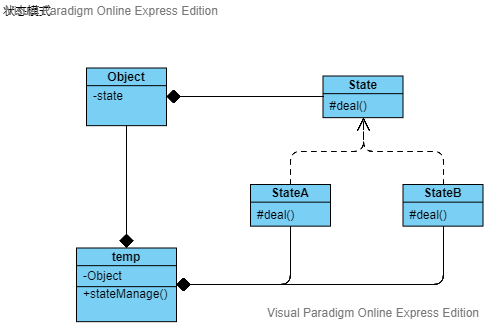 状态模式
Visual Paradigm Online Express Edition
Object
-state
State
#deal()
StateA
#deal()
StateB
#deal()
temp
-Object
+stateManage()
Visual Paradigm Online Express Edition